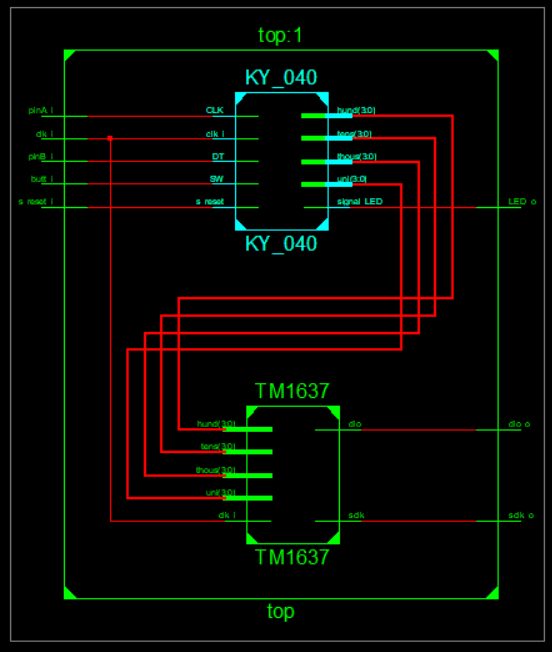 top:1
KY_040
pinA_i CLK hund(3:0)
clk_i clk_i tens(3:0)
pinB_i DT thous(3:0)
butt_i SW uni(3:0)
s_reset_i s_reset signal_LED LED_o
KY_040
TM1637
hund(3:0) dio dio_o
tens(3:0)
thous(3:0)
uni(3:0)
clk_i sclk sclk_o
TM1637
top